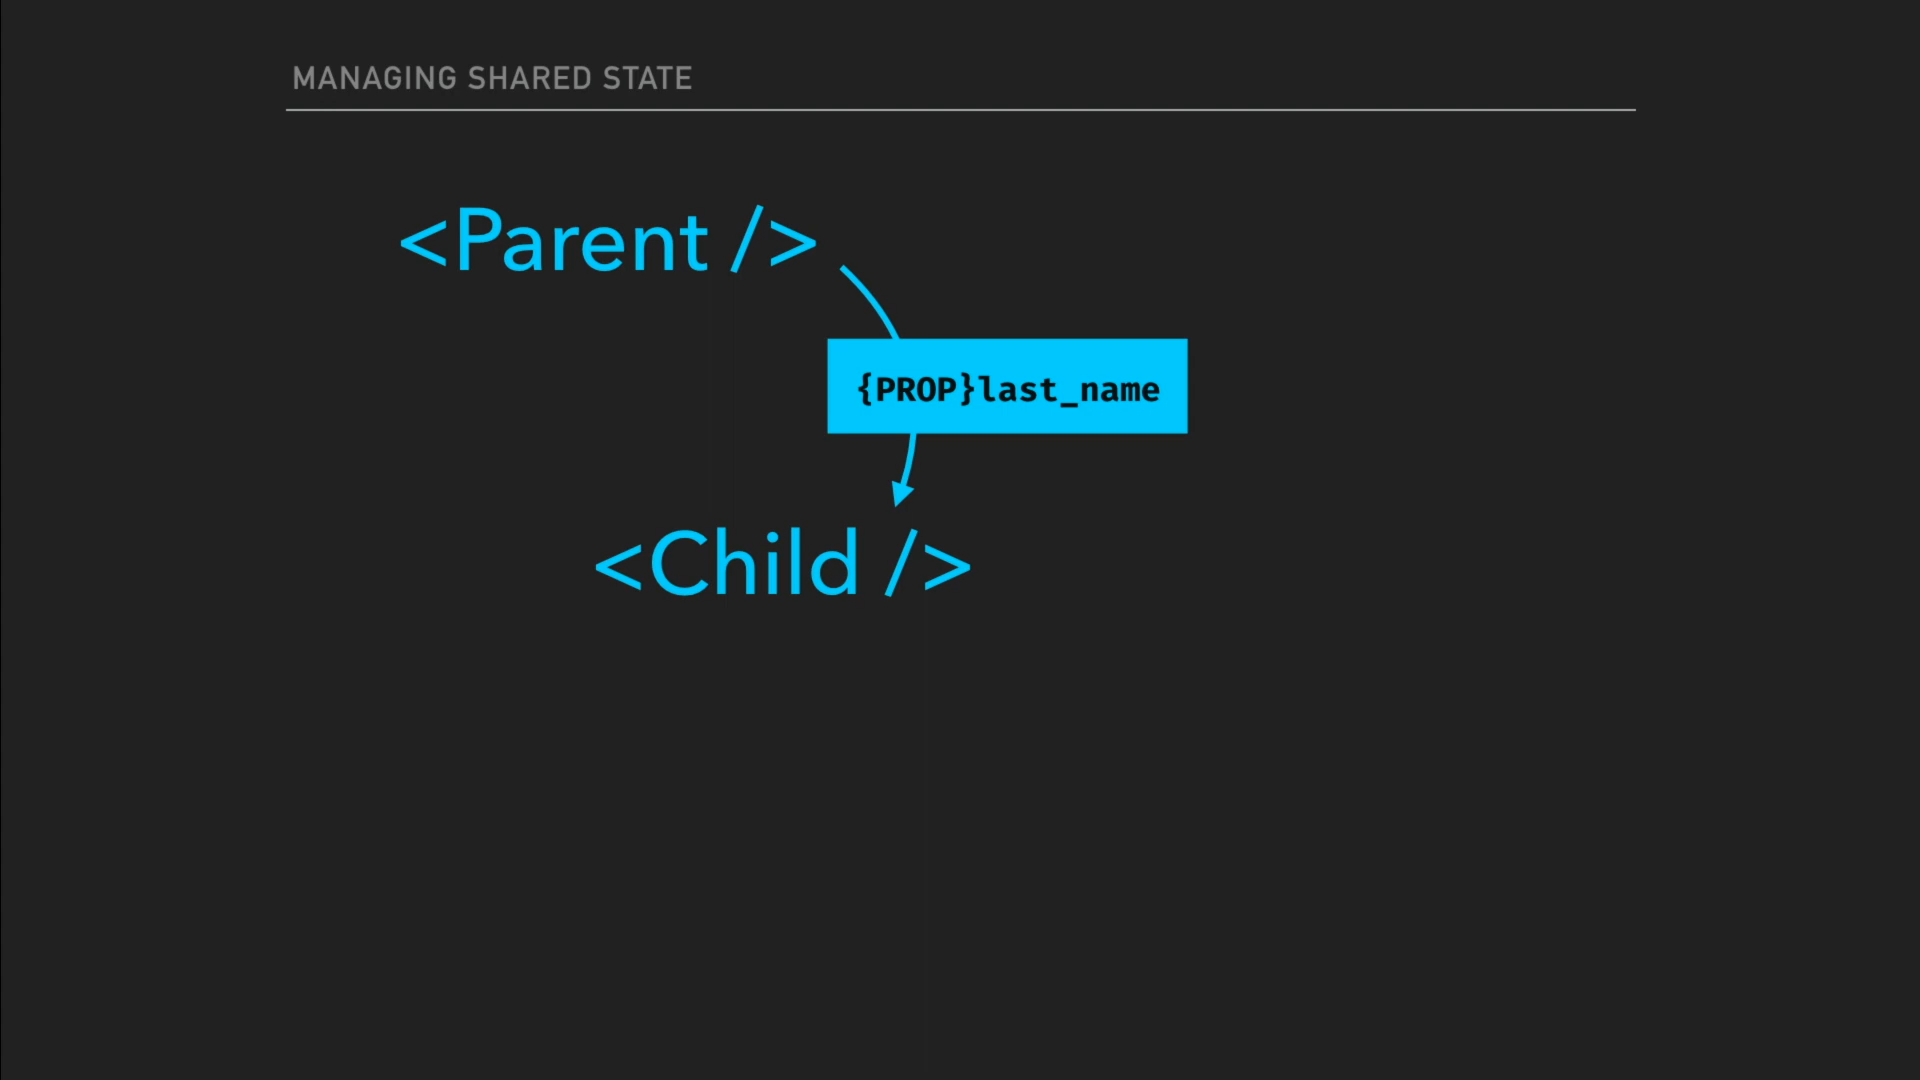 MANAGING SHARED STATE
<Parent />
{PROP}last_name
<Child />